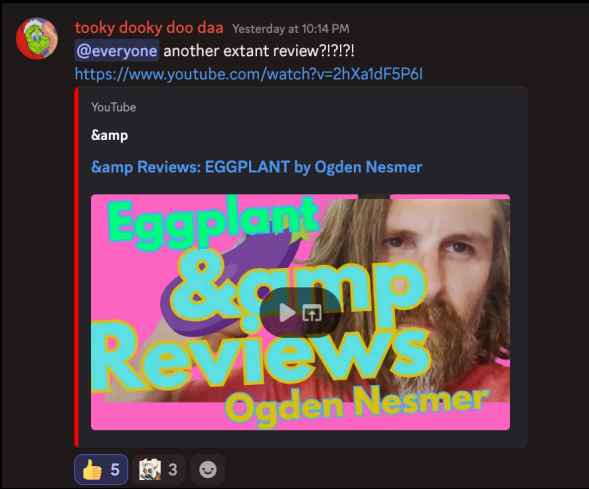 tooky dooky doo daa Yesterday at 10:14 PM
@everyone another extant review?!?!?!
https://www.youtube.com/watch?v=2hXa1dF5P6I
YouTube
&amp
&amp Reviews: EGGPLANT by Ogden Nesmer
Eggplant
&amp
Reviews
Ogden Nesmer
5 3